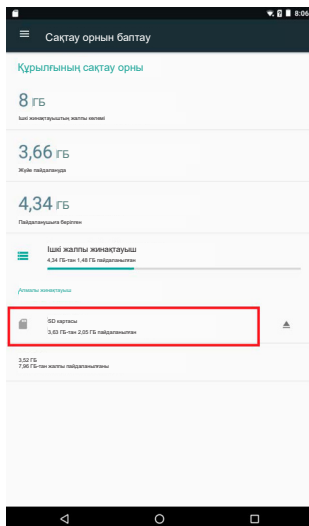 8:06
Сақтау орнын баптау
Құрылғының сақтау орны
8 ГБ
Ішкі жинақтауыштың жалпы көлемі
3,66 ГБ
Жүйе пайдалануда
4,34 ГБ
Пайдаланушыға берілген
Ішкі жалпы жинақтауыш
4,34 ГБ-тан 1,48 ГБ пайдаланылған
Алмалы жинақтауыш
SD картасы
3,63 ГБ-тан 2,05 ГБ пайдаланылған
3,52 ГБ
7,96 ГБ-тан жалпы пайдаланылғаны